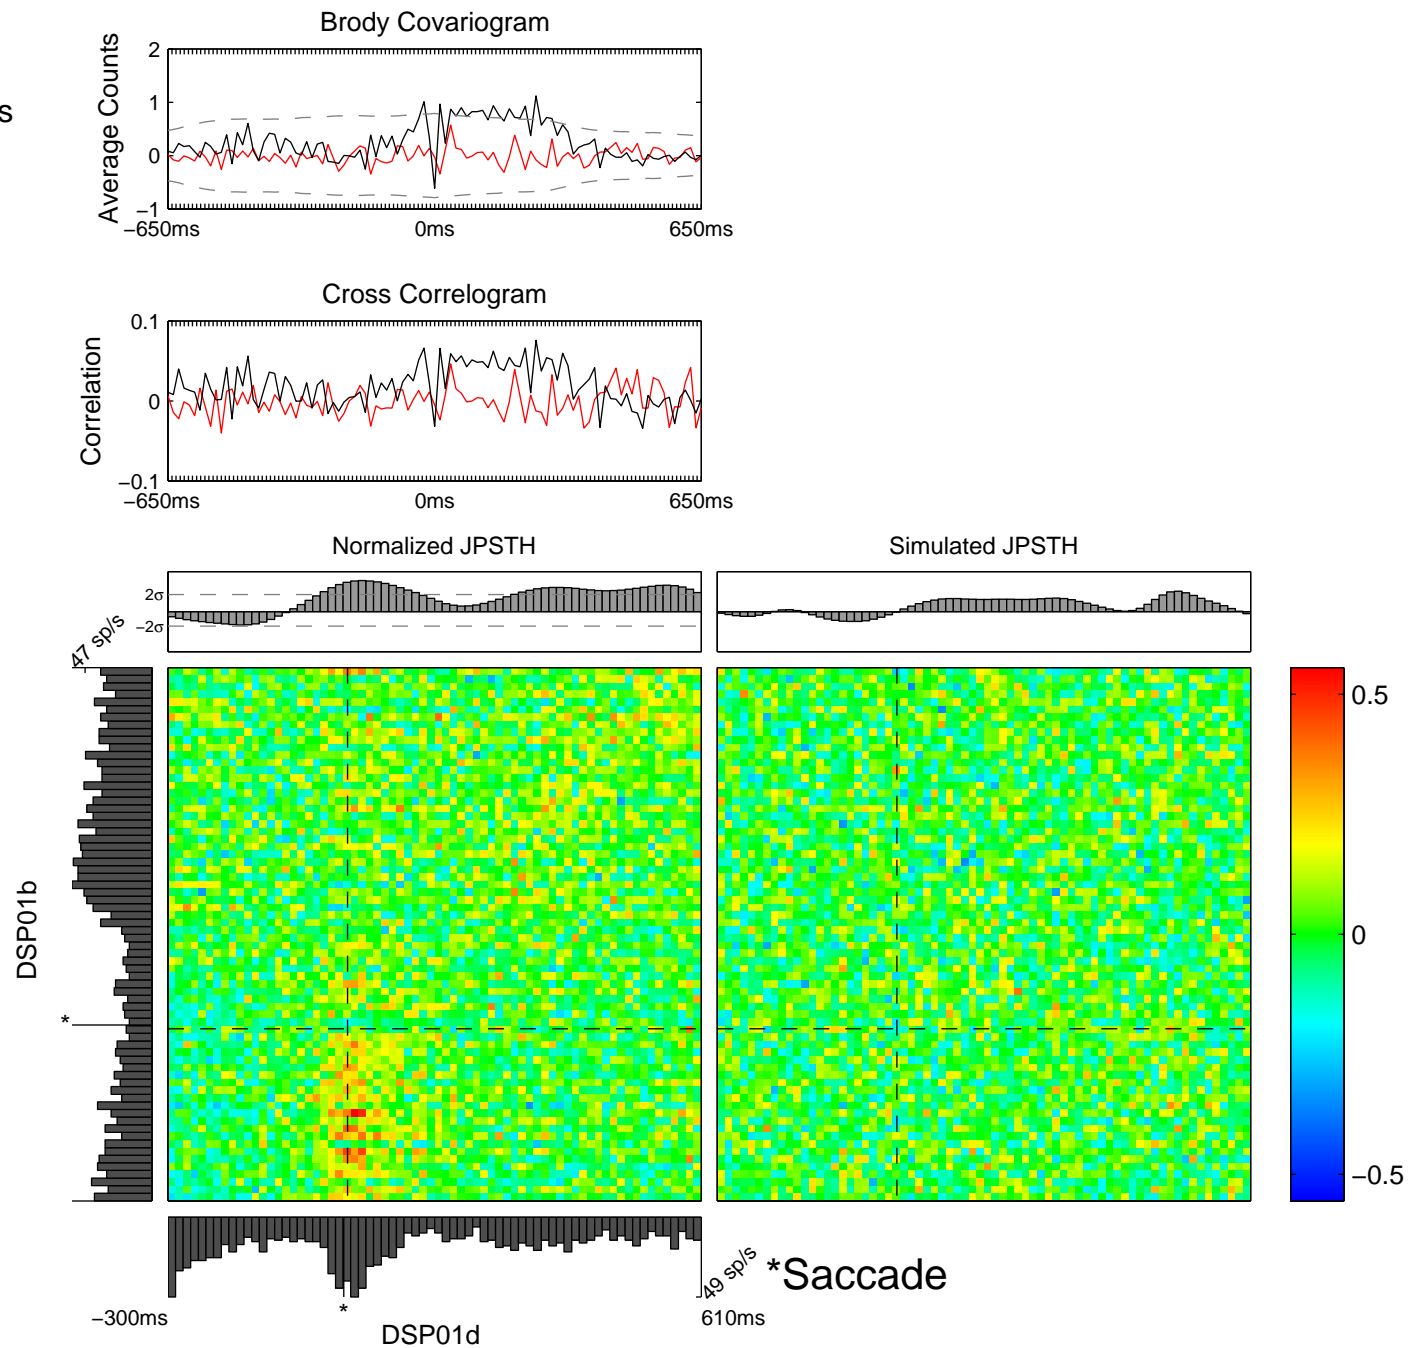 Brody Covariogram
s
Average Counts
2
1
0
−1
−650ms
0ms
650ms
Cross Correlogram
Correlation
0.1
0
−0.1
−650ms
0ms
650ms
Normalized JPSTH
Simulated JPSTH
2σ
−2σ
47 sp/s
DSP01b
*
0.5
0
−0.5
49 sp/s
*Saccade
*
−300ms
610ms
DSP01d